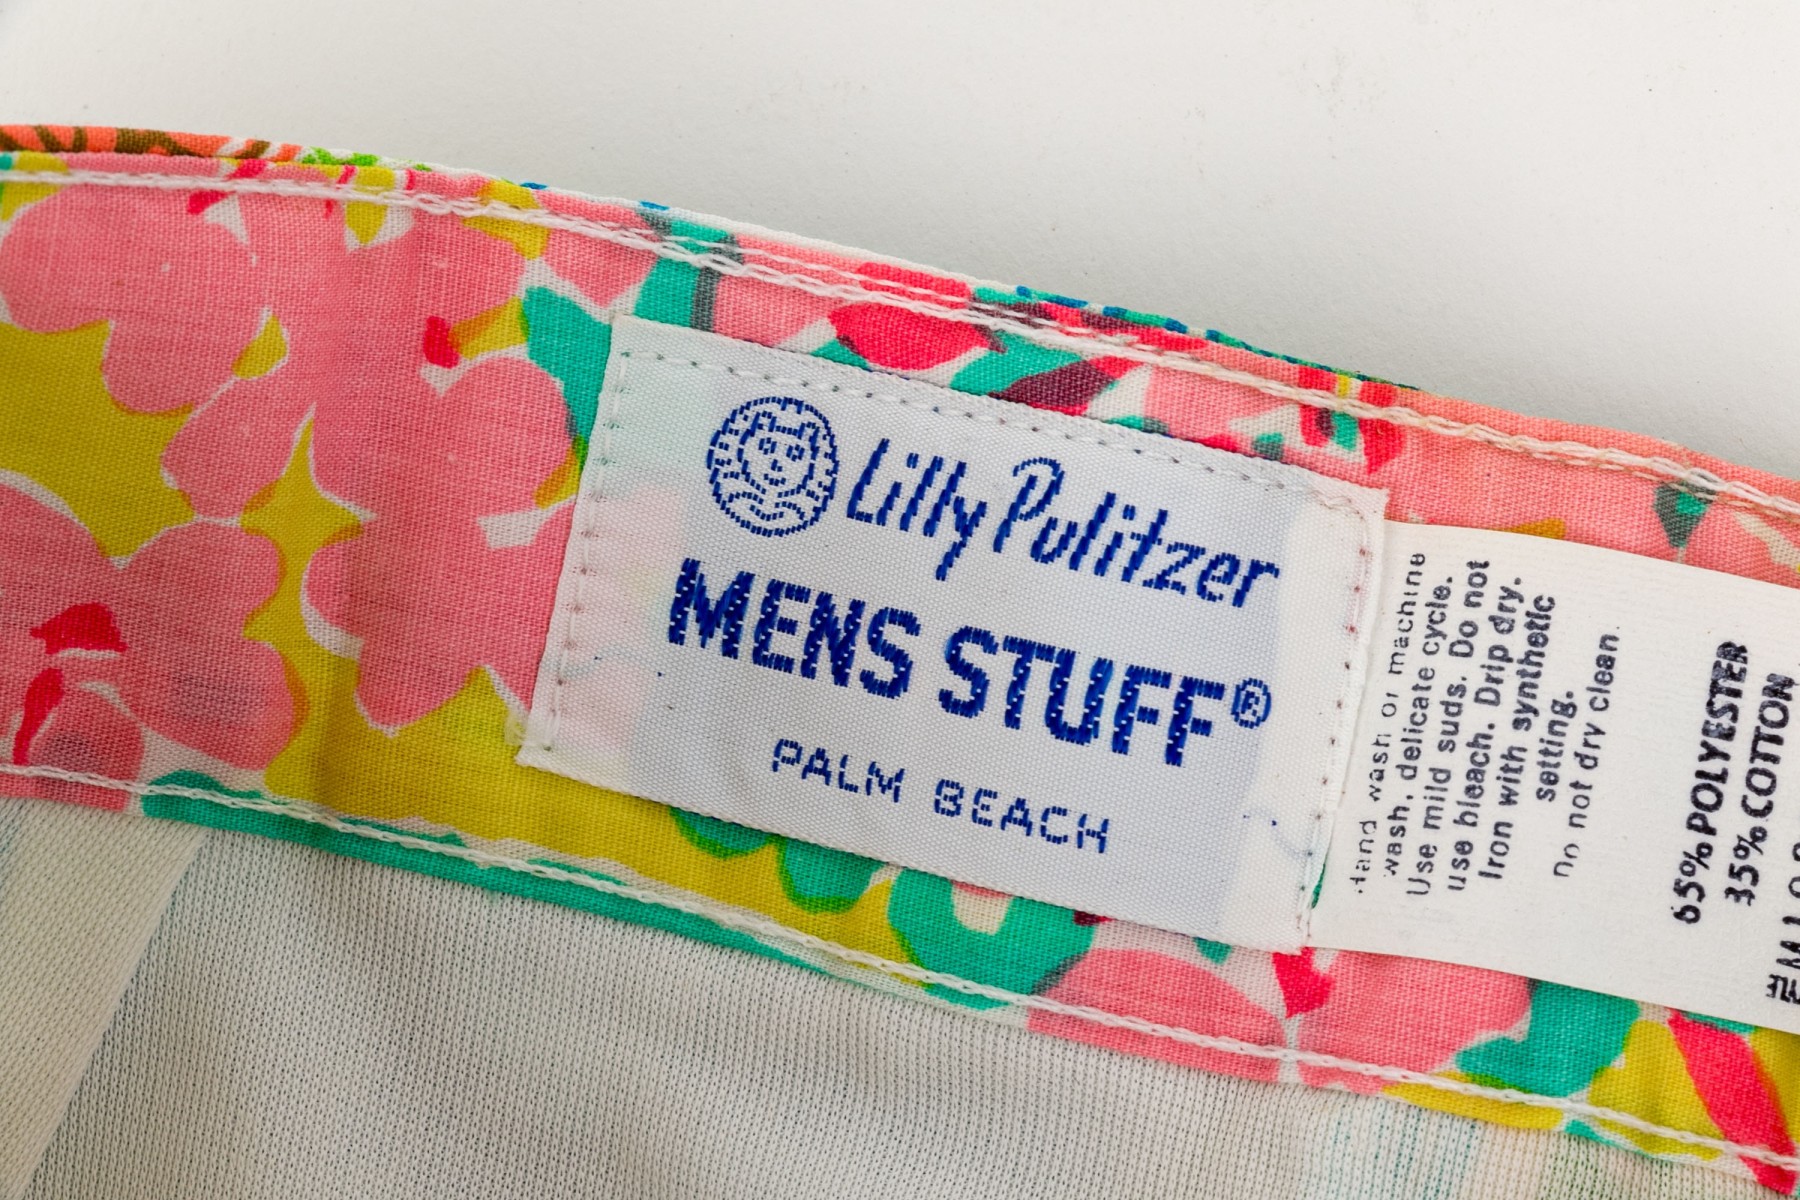 Lilly Pulitzer
MENS STUFF®
PALM BEACH
Hand wash or machine
wash, delicate cycle.
Use mild suds. Do not
use bleach. Drip dry.
Iron with synthetic
setting.
Do not dry clean.
65% POLYESTER
35% COTTON